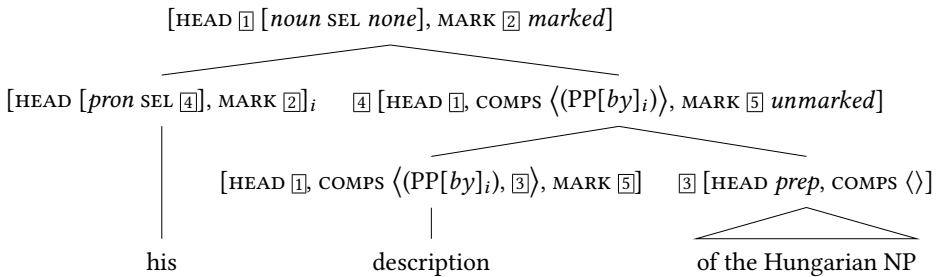 [HEAD 1 [noun SEL none], MARK 2 marked]
[HEAD [pron SEL 4], MARK 2]i 4 [HEAD 1, COMPS ⟨(PP[by]i)⟩, MARK 5 unmarked]
[HEAD 1, COMPS ⟨(PP[by]i), 3⟩, MARK 5] 3 [HEAD prep, COMPS ⟨⟩]
his description of the Hungarian NP